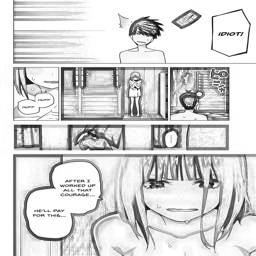 IDIOT!
AFTER I
WORKED UP
ALL THAT
COURAGE...
HE'LL PAY
FOR THIS...